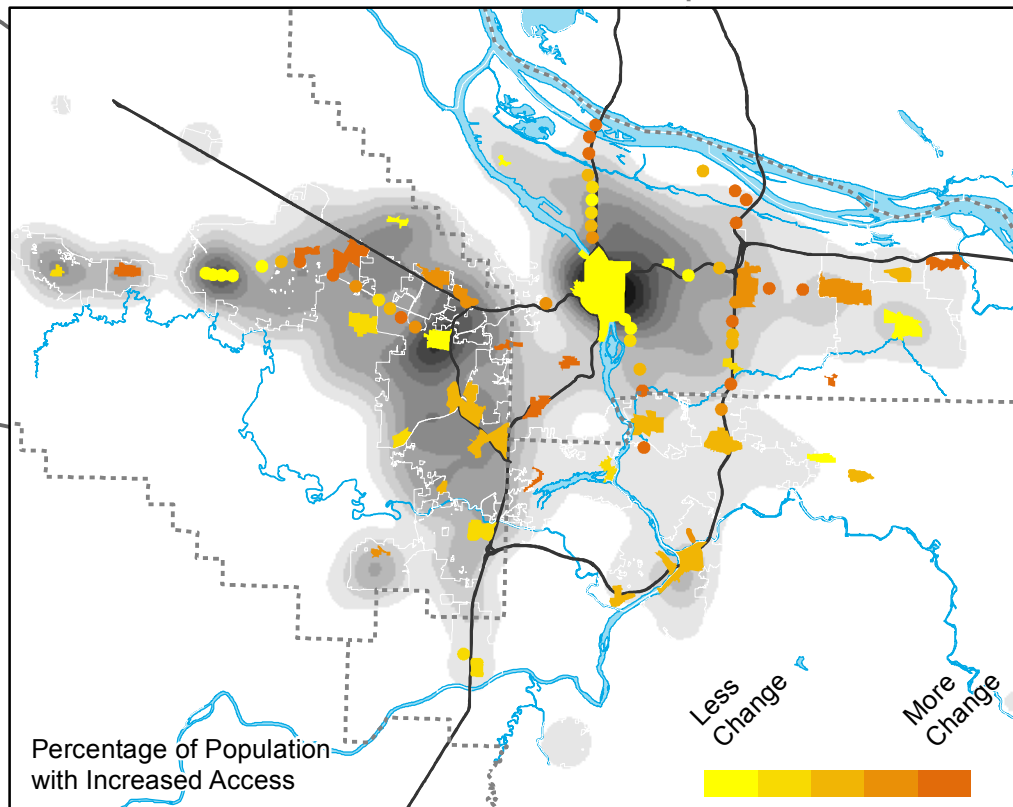 Less
Change
More
Change
Percentage of Population
with Increased Access